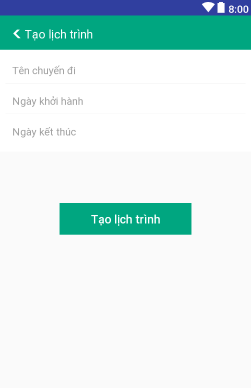 8:00
Tạo lịch trình
Tên chuyến đi
Ngày khởi hành
Ngày kết thúc
Tạo lịch trình